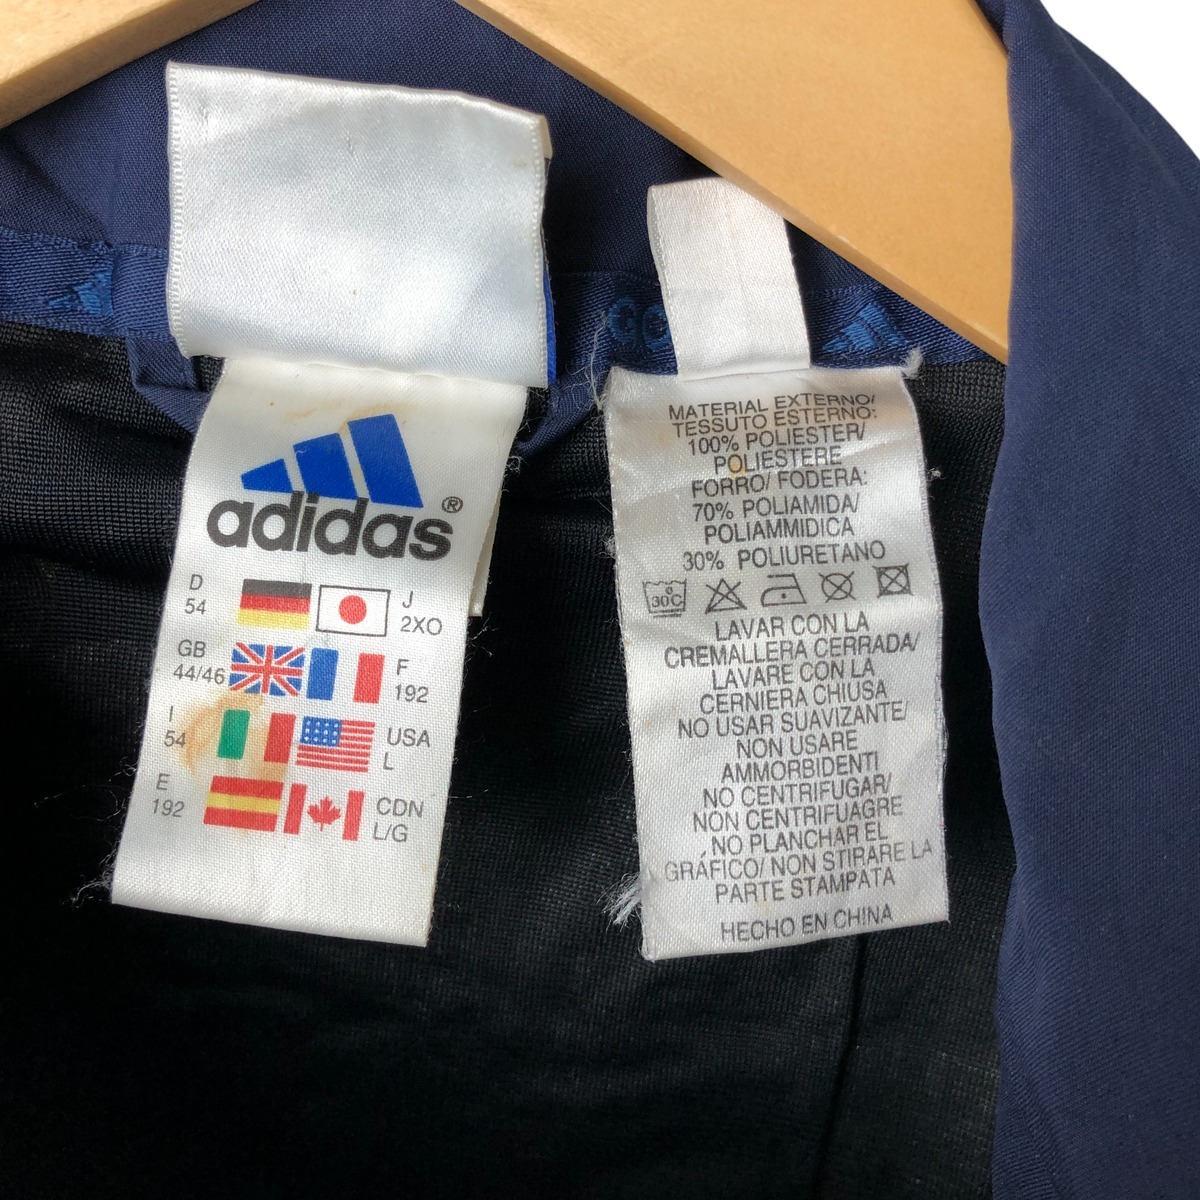 adidas®
D
54
J
2XO
GB
44/46
F
192
I
54
USA
L
E
192
CDN
L/G
MATERIAL EXTERNO/
TESSUTO ESTERNO:
100% POLIESTER/
POLIESTERE
FORRO/ FODERA:
70% POLIAMIDA/
POLIAMMIDICA
30% POLIURETANO
30C
LAVAR CON LA
CREMALLERA CERRADA/
LAVARE CON LA
CERNIERA CHIUSA
NO USAR SUAVIZANTE/
NON USARE
AMMORBIDENTI
NO CENTRIFUGAR/
NON CENTRIFUAGRE
NO PLANCHAR EL
GRÁFICO/ NON STIRARE LA
PARTE STAMPATA
HECHO EN CHINA